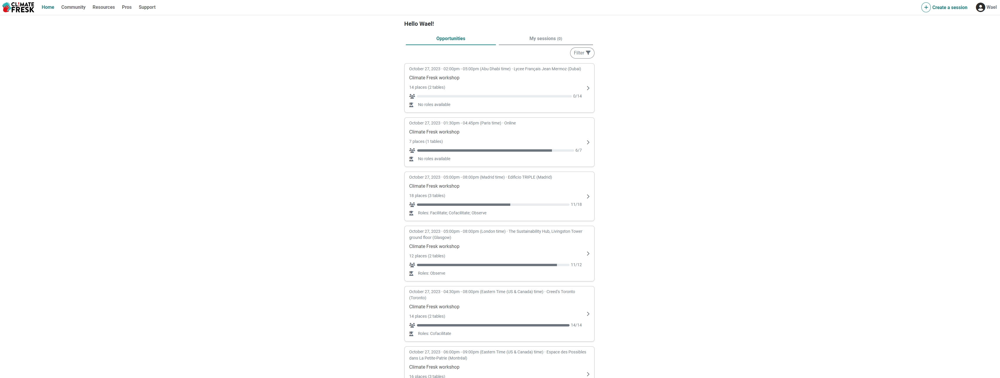 CL!MATE
FRESK
Home Community Resources Pros Support
Create a session Wael
Hello Wael!
Opportunities My sessions (0)
Filter
October 27, 2023 · 02:00pm - 05:00pm (Abu Dhabi time) · Lycee Français Jean Mermoz (Dubai)
Climate Fresk workshop
14 places (2 tables)
0/14
No roles available
October 27, 2023 · 01:30pm - 04:45pm (Paris time) · Online
Climate Fresk workshop
7 places (1 tables)
6/7
No roles available
October 27, 2023 · 05:00pm - 08:00pm (Madrid time) · Edificio TRIPLE (Madrid)
Climate Fresk workshop
18 places (3 tables)
11/18
Roles: Facilitate; Cofacilitate; Observe
October 27, 2023 · 05:00pm - 08:00pm (London time) · The Sustainability Hub, Livingston Tower
ground floor (Glasgow)
Climate Fresk workshop
12 places (2 tables)
11/12
Roles: Observe
October 27, 2023 · 04:30pm - 08:00pm (Eastern Time (US & Canada) time) · Creed's Toronto
(Toronto)
Climate Fresk workshop
14 places (2 tables)
14/14
Roles: Cofacilitate
October 27, 2023 · 06:00pm - 09:00pm (Eastern Time (US & Canada) time) · Espace des Possibles
dans La Petite-Patrie (Montréal)
Climate Fresk workshop
16 places (3 tables)